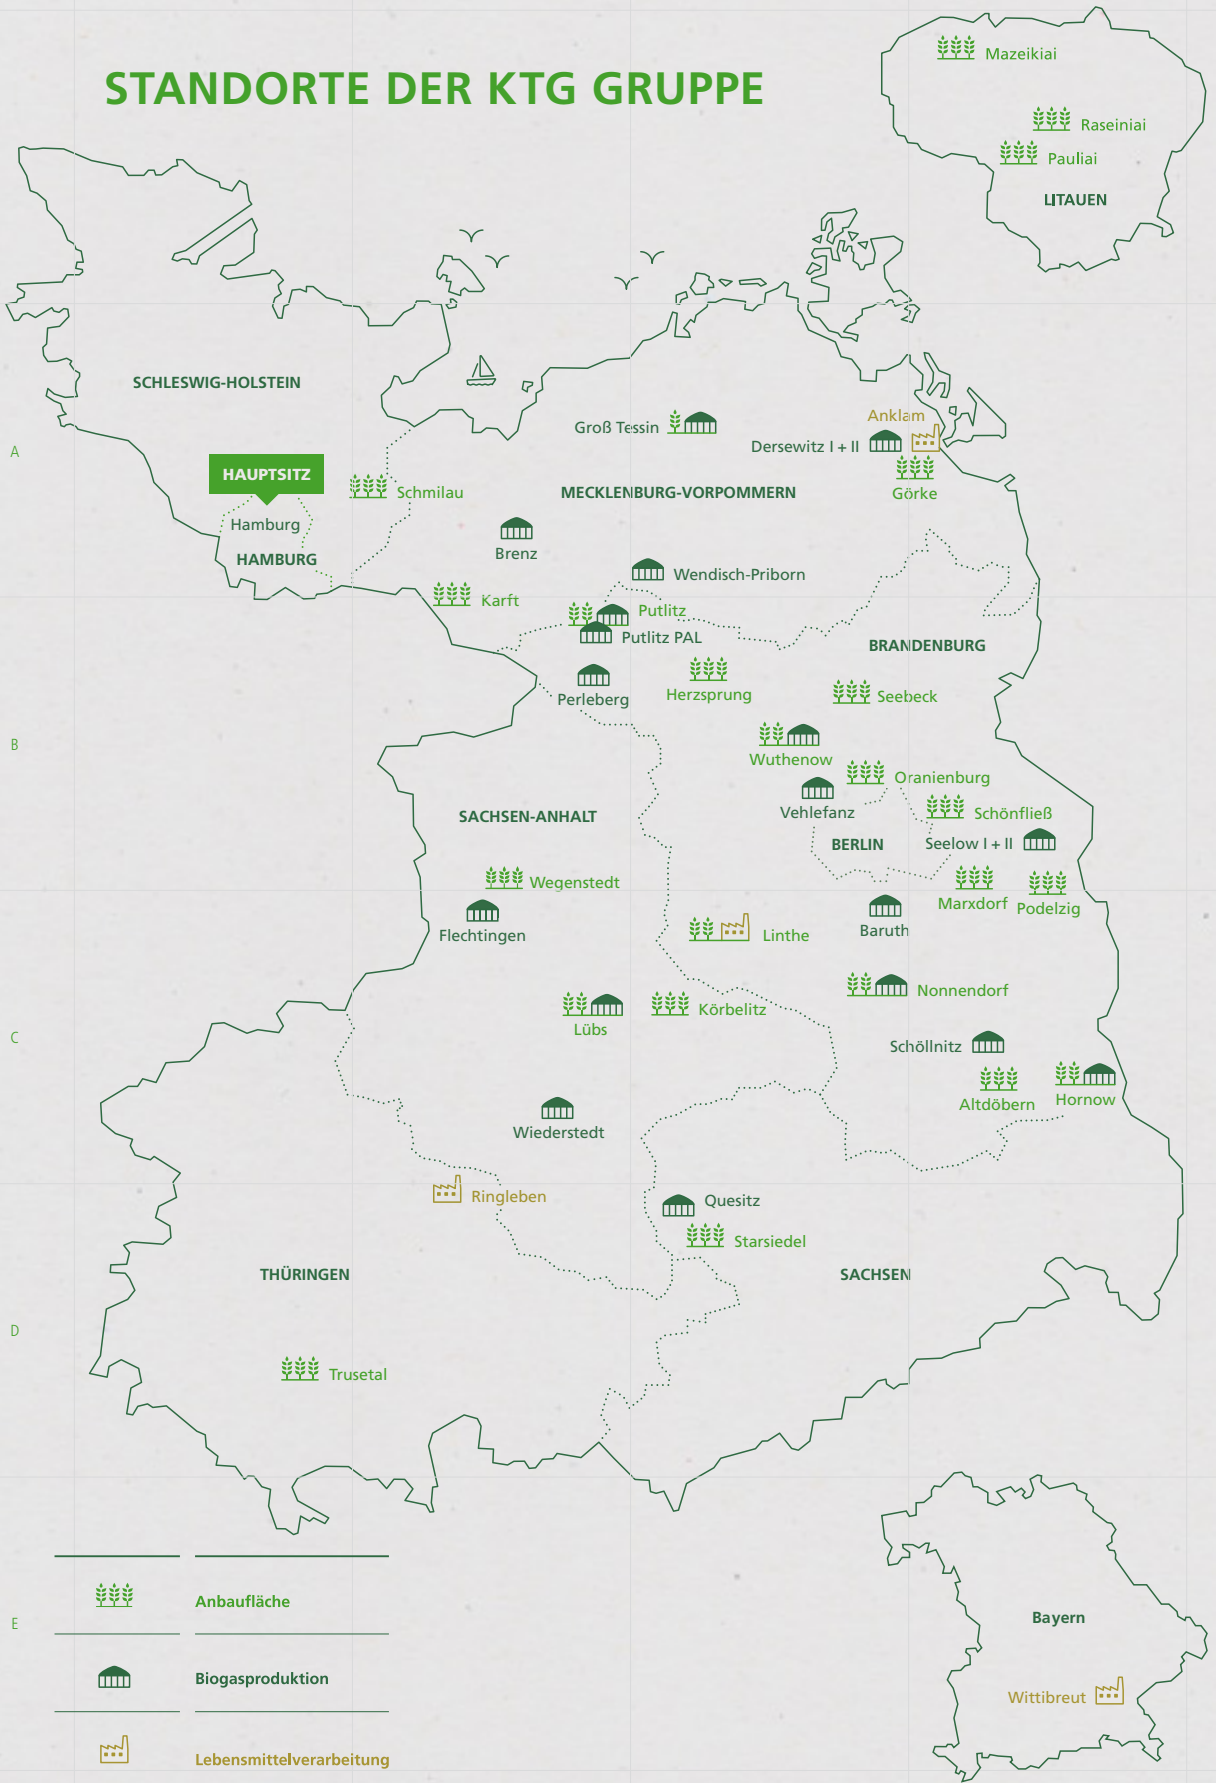 STANDORTE DER KTG GRUPPE
Mazeikiai
Raseiniai
Pauliai
LITAUEN
SCHLESWIG-HOLSTEIN
Anklam
Groß Tessin
Dersewitz I + II
A
HAUPTSITZ
Schmilau
MECKLENBURG-VORPOMMERN
Görke
Hamburg
Brenz
HAMBURG
Wendisch-Priborn
Karft
Putlitz
Putlitz PAL
BRANDENBURG
Perleberg
Herzsprung
Seebeck
B
Wuthenow
Oranienburg
Vehlefanz
Schönfließ
SACHSEN-ANHALT
BERLIN
Seelow I + II
Wegenstedt
Marxdorf
Podelzig
Flechtingen
Linthe
Baruth
Nonnendorf
Körbelitz
C
Lübs
Schöllnitz
Altdöbern
Hornow
Wiederstedt
Ringleben
Quesitz
Starsiedel
THÜRINGEN
SACHSEN
D
Trusetal
Anbaufläche
E
Bayern
Biogasproduktion
Wittibreut
Lebensmittelverarbeitung